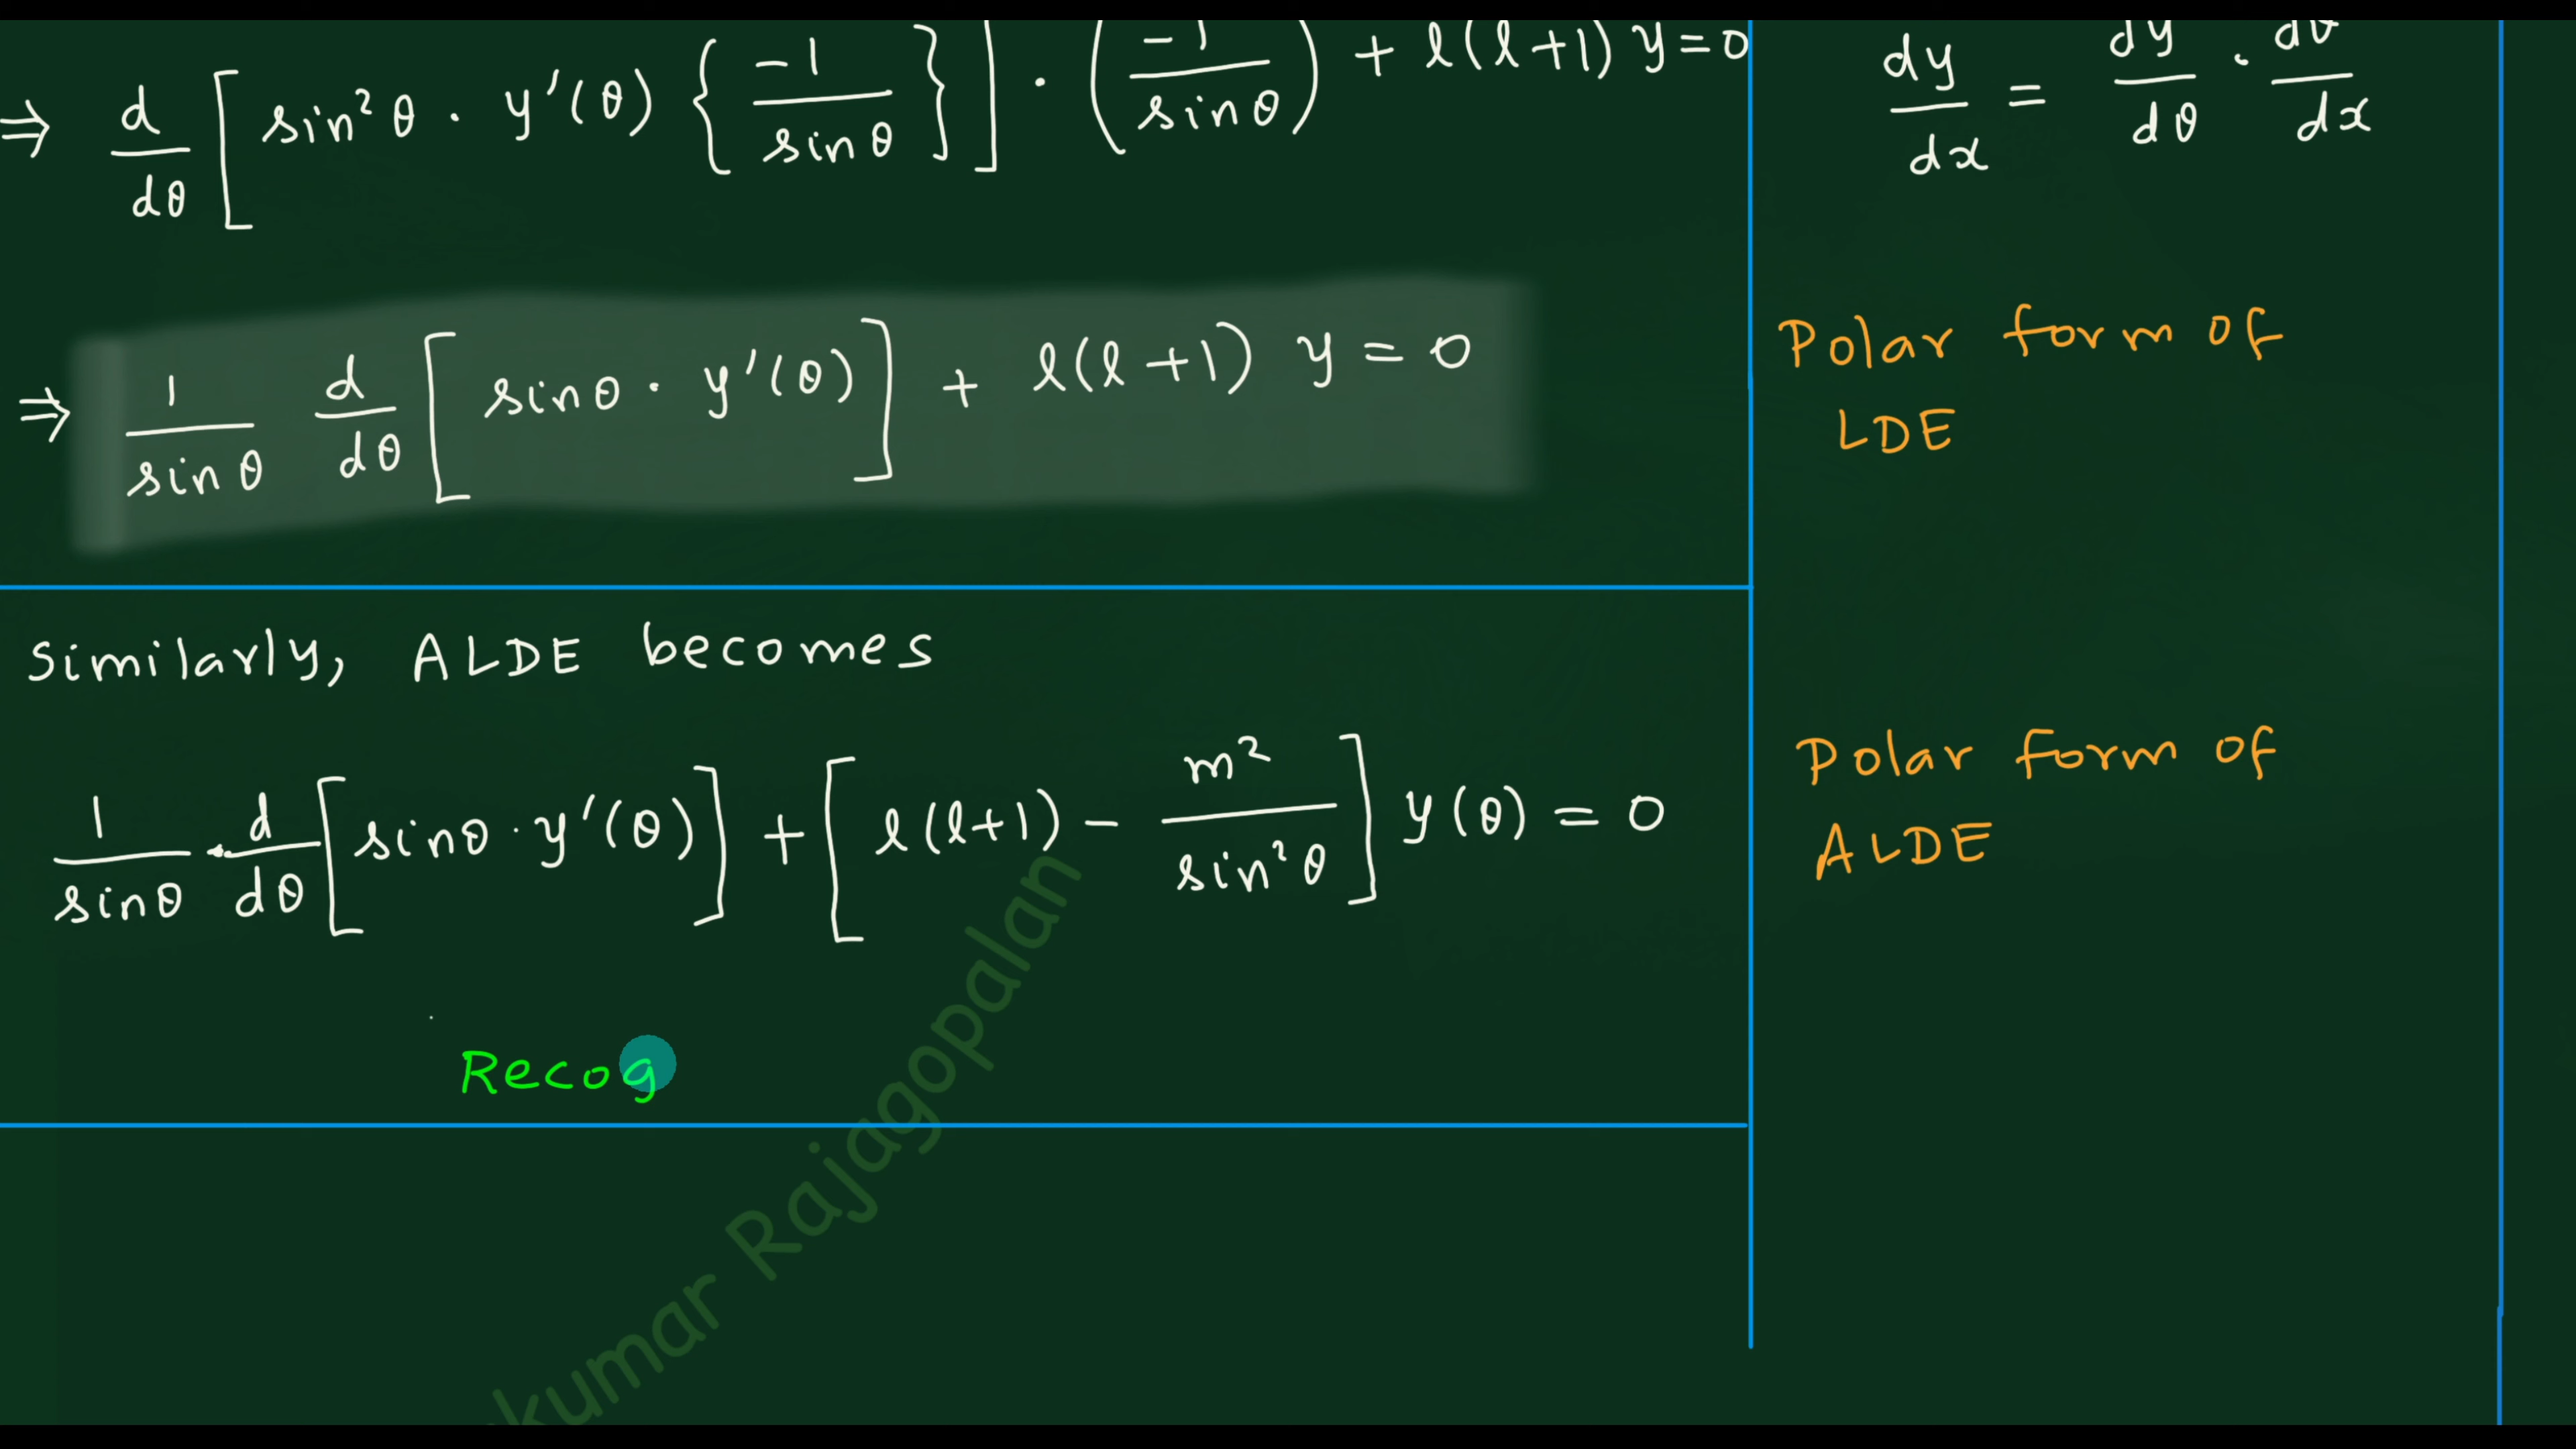 ⇒ d/dθ [ sin²θ · y'(θ) { -1/sinθ } ] · ( -1/sinθ ) + l(l+1) y = 0
dy/dx = dy/dθ · dθ/dx
⇒ 1/sinθ d/dθ [ sinθ · y'(θ) ] + l(l+1) y = 0
Polar form of
LDE
Similarly, ALDE becomes
1/sinθ · d/dθ [ sinθ · y'(θ) ] + [ l(l+1) - m²/sin²θ ] y(θ) = 0
Polar form of
ALDE
Recog
kumar Rajagopalan